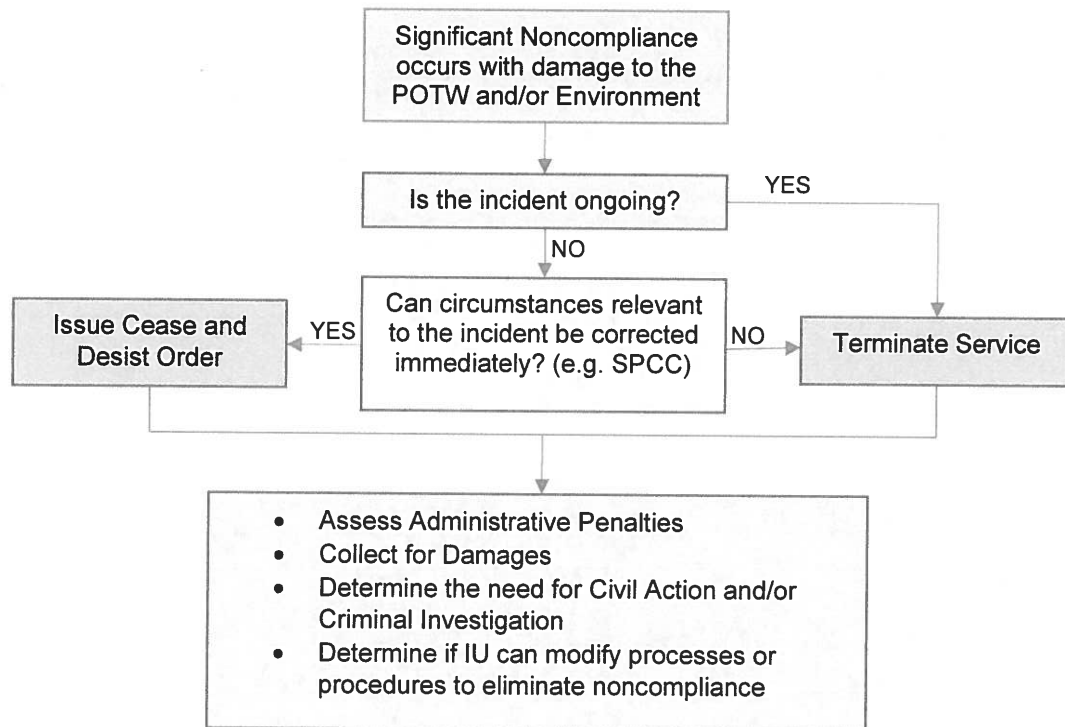 Significant Noncompliance
occurs with damage to the
POTW and/or Environment
Is the incident ongoing?
YES
NO
Can circumstances relevant
to the incident be corrected
immediately? (e.g. SPCC)
YES
Issue Cease and
Desist Order
NO
Terminate Service
• Assess Administrative Penalties
• Collect for Damages
• Determine the need for Civil Action and/or
Criminal Investigation
• Determine if IU can modify processes or
procedures to eliminate noncompliance